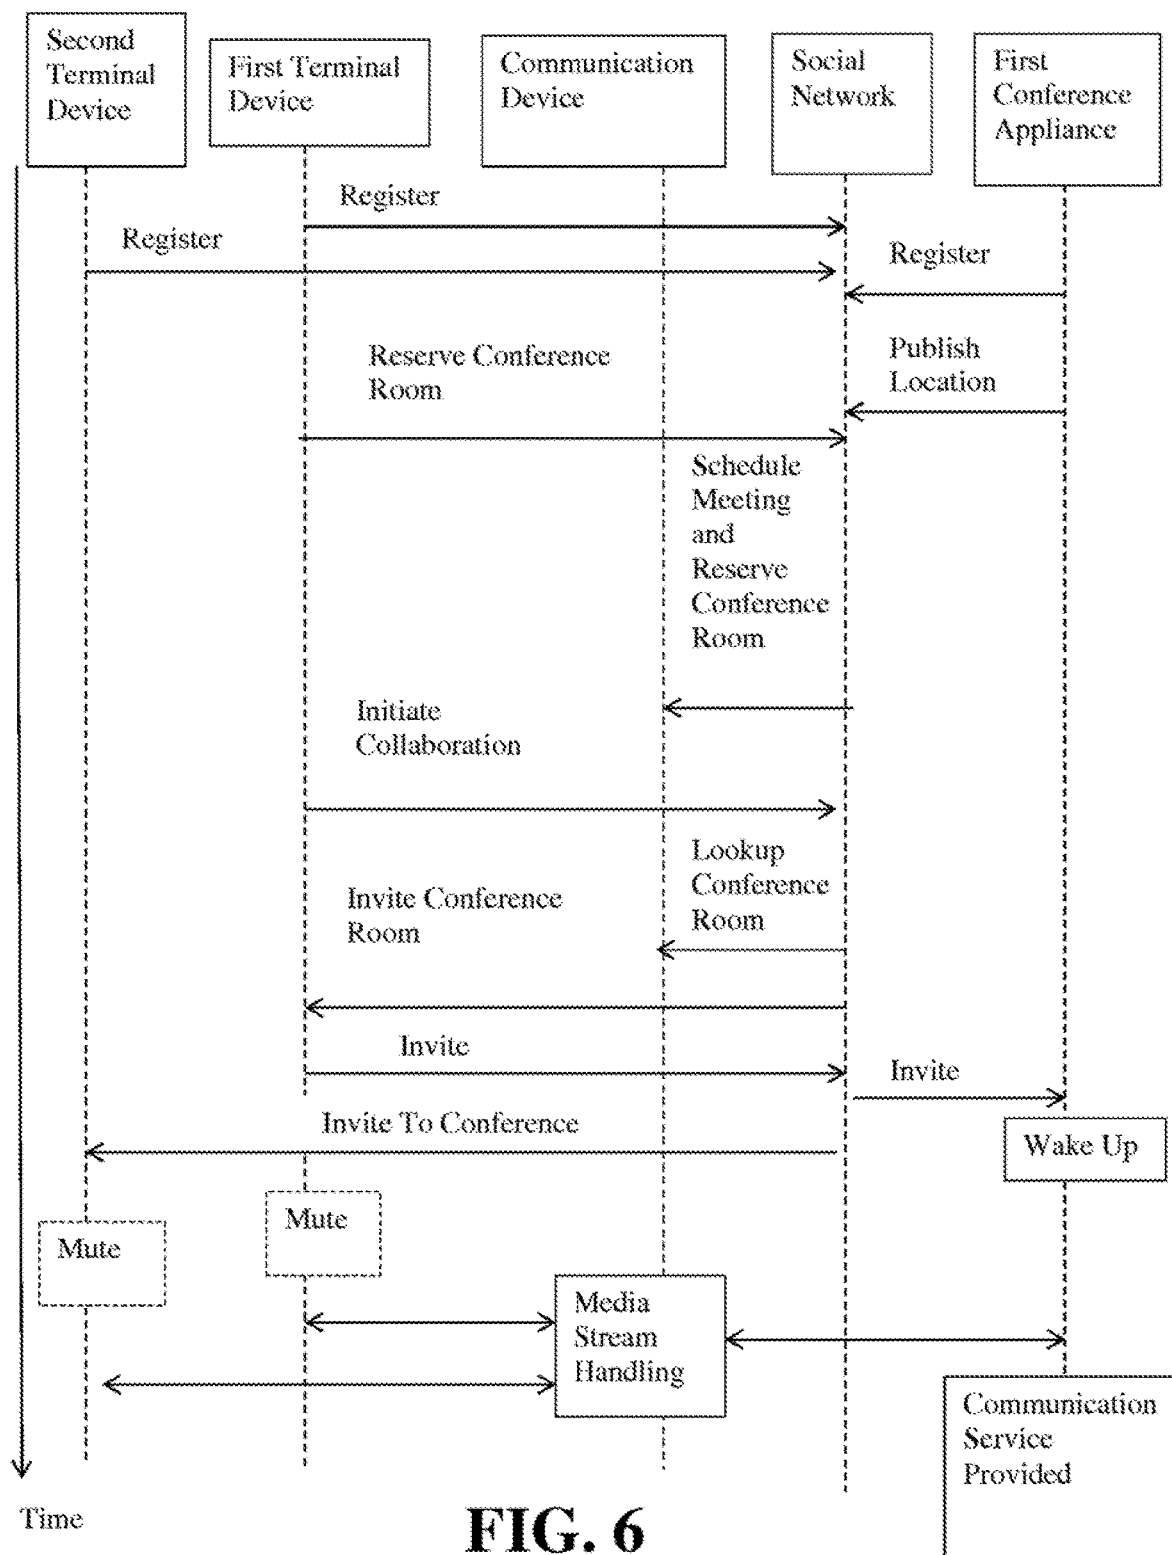 Second
Terminal
Device
First Terminal
Device
Communication
Device
Social
Network
First
Conference
Appliance
Register
Register
Register
Reserve Conference
Room
Publish
Location
Schedule
Meeting
and
Reserve
Conference
Room
Initiate
Collaboration
Lookup
Conference
Room
Invite Conference
Room
Invite
Invite
Invite To Conference
Wake Up
Mute
Mute
Media
Stream
Handling
Communication
Service
Provided
Time
FIG. 6